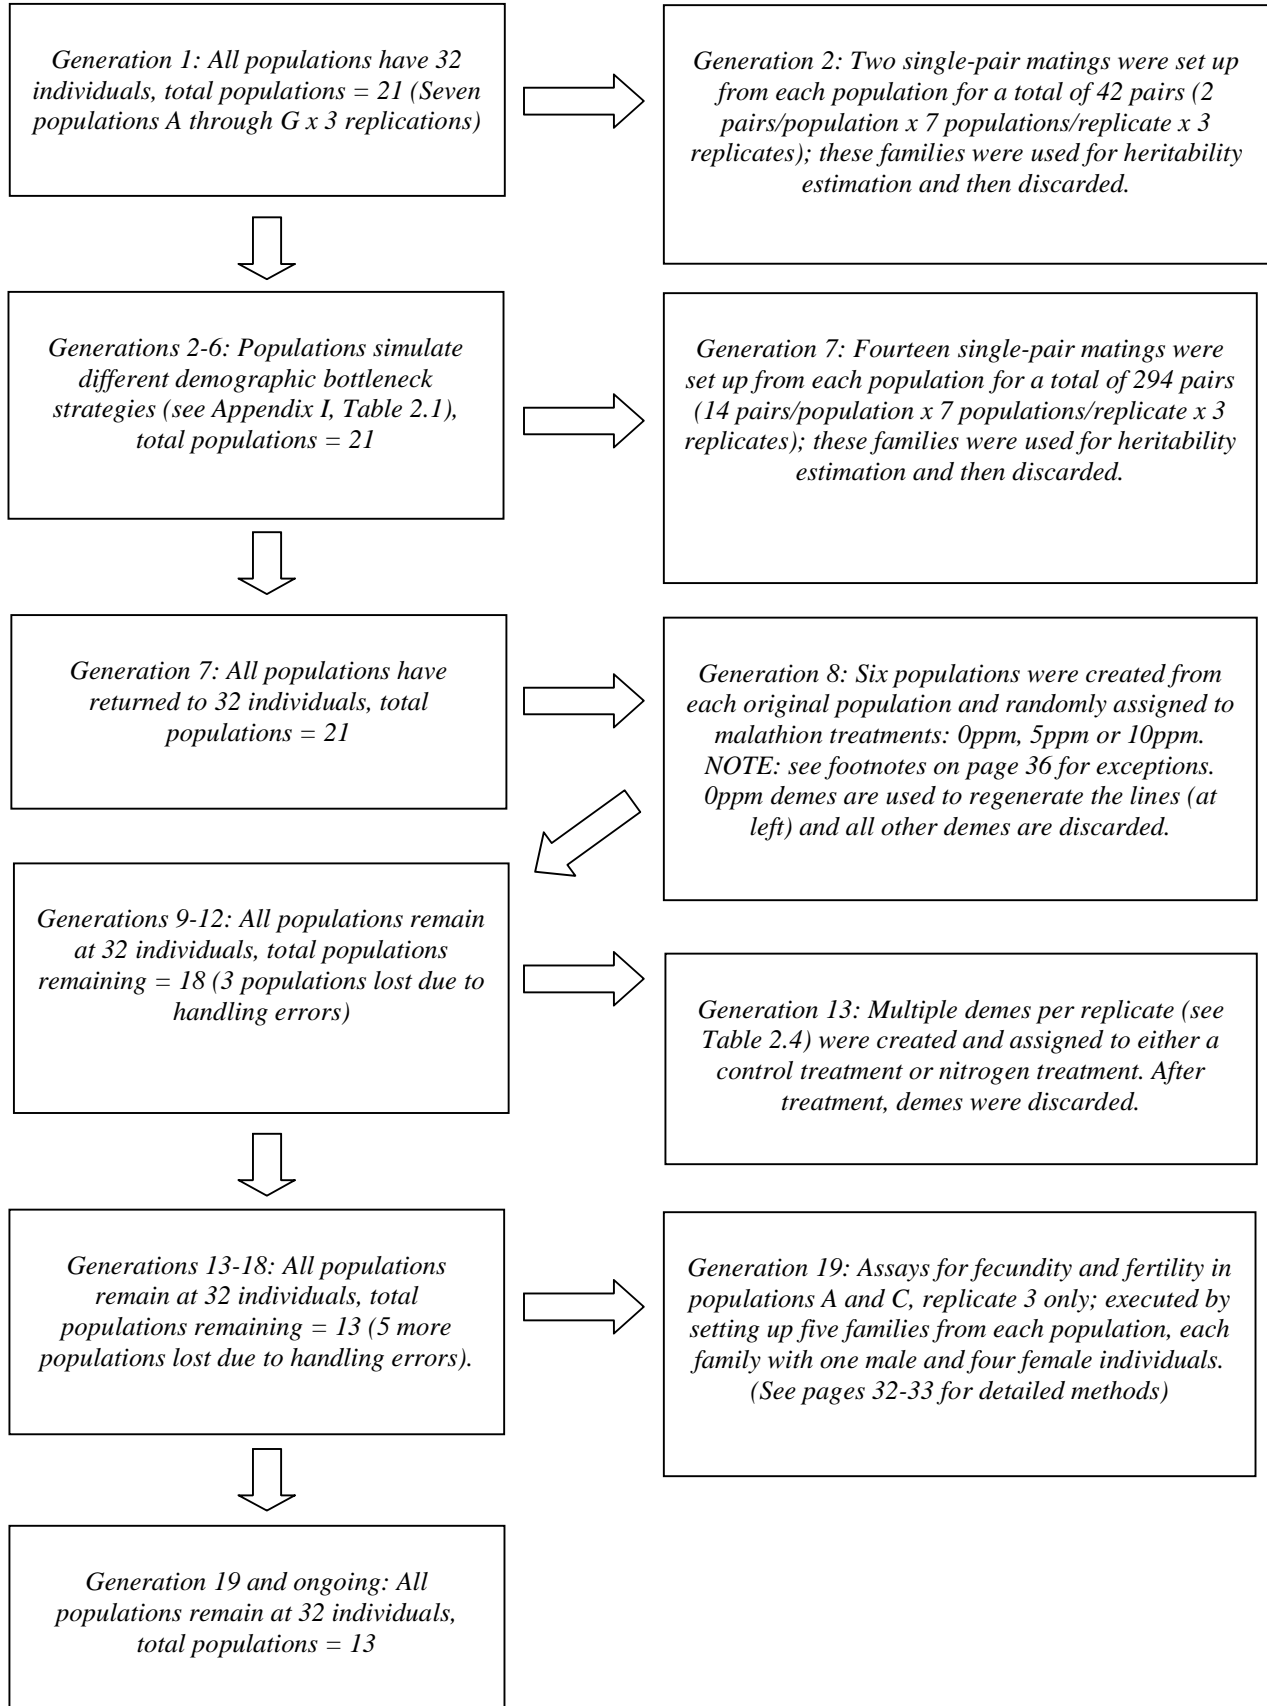 Generation 1: All populations have 32
individuals, total populations = 21 (Seven
populations A through G x 3 replications)
Generation 2: Two single-pair matings were set up
from each population for a total of 42 pairs (2
pairs/population x 7 populations/replicate x 3
replicates); these families were used for heritability
estimation and then discarded.
Generations 2-6: Populations simulate
different demographic bottleneck
strategies (see Appendix I, Table 2.1),
total populations = 21
Generation 7: Fourteen single-pair matings were
set up from each population for a total of 294 pairs
(14 pairs/population x 7 populations/replicate x 3
replicates); these families were used for heritability
estimation and then discarded.
Generation 7: All populations have
returned to 32 individuals, total
populations = 21
Generation 8: Six populations were created from
each original population and randomly assigned to
malathion treatments: 0ppm, 5ppm or 10ppm.
NOTE: see footnotes on page 36 for exceptions.
0ppm demes are used to regenerate the lines (at
left) and all other demes are discarded.
Generations 9-12: All populations remain
at 32 individuals, total populations
remaining = 18 (3 populations lost due to
handling errors)
Generation 13: Multiple demes per replicate (see
Table 2.4) were created and assigned to either a
control treatment or nitrogen treatment. After
treatment, demes were discarded.
Generations 13-18: All populations
remain at 32 individuals, total
populations remaining = 13 (5 more
populations lost due to handling errors).
Generation 19: Assays for fecundity and fertility in
populations A and C, replicate 3 only; executed by
setting up five families from each population, each
family with one male and four female individuals.
(See pages 32-33 for detailed methods)
Generation 19 and ongoing: All
populations remain at 32 individuals,
total populations = 13